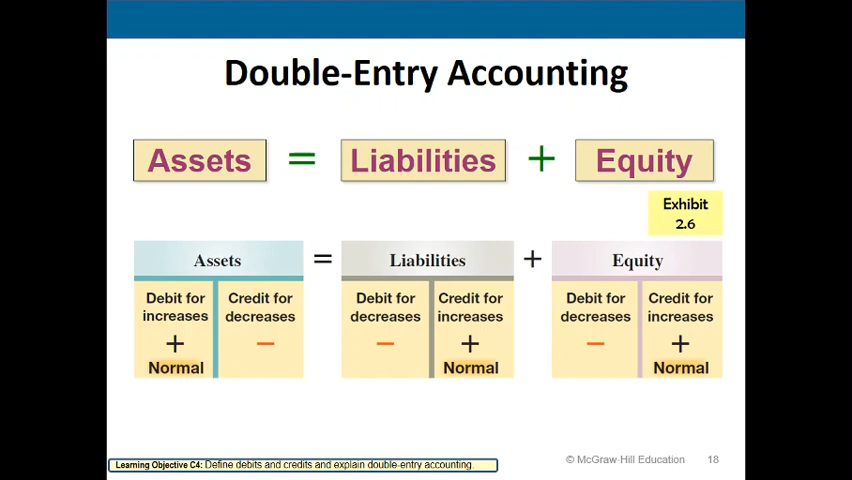 Double-Entry Accounting
Assets = Liabilities + Equity
Exhibit
2.6
Assets = Liabilities + Equity
Debit for increases
Credit for decreases
Debit for decreases
Credit for increases
Debit for decreases
Credit for increases
+ − − + − +
Normal Normal Normal
Learning Objective C4: Define debits and credits and explain double-entry accounting.
© McGraw-Hill Education 18